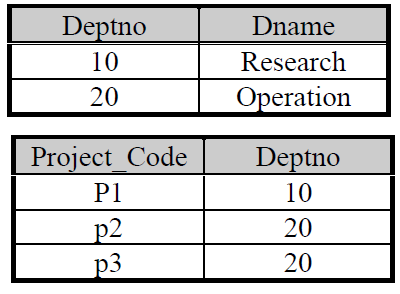 Deptno Dname
10 Research
20 Operation
Project_Code Deptno
P1 10
p2 20
p3 20